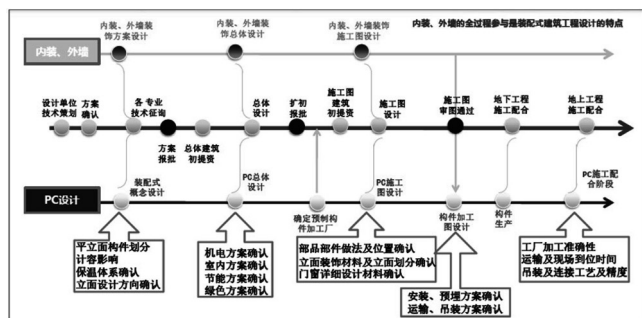 内装、外墙的全过程参与是装配式建筑工程设计的特点
内装、外墙装
饰方案设计
内装、外墙装
饰总体设计
内装、外墙装饰
施工图设计
内装、外墙
设计单位
技术策划
方案
确认
各 专业
技术征询
方案
报批
总体建筑
初提资
总体
设计
扩初
报批
施工图
建筑
初提资
施工图
设计
施工图
审图通过
地下工程
施工配合
地上工程
施工配合
PC设计
装配式
概念设计
PC总体
设计
确定预制构
件加工厂
PC施工
图设计
构件加工
图设计
构件
生产
PC施工配
合阶段
平立面构件划分
计容影响
保温体系确认
立面设计方向确认
机电方案确认
室内方案确认
节能方案确认
绿色方案确认
部品部件做法及位置确认
立面装饰材料及立面划分确认
门窗详细设计材料确认
安装、预埋方案确认
运输、吊装方案确认
工厂加工准确性
运输及现场到位时间
吊装及连接工艺及精度